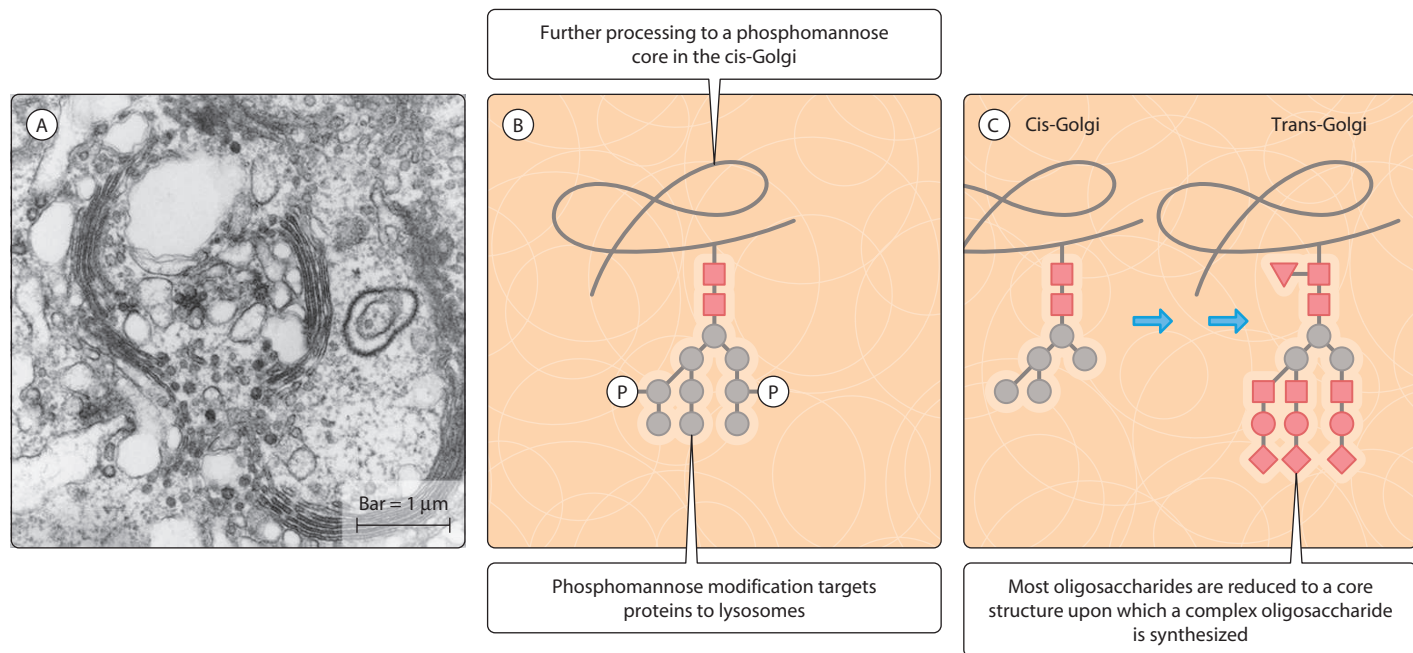 Further processing to a phosphomannose
core in the cis-Golgi
A
Bar = 1 μm
B
P
P
Phosphomannose modification targets
proteins to lysosomes
C
Cis-Golgi
Trans-Golgi
Most oligosaccharides are reduced to a core
structure upon which a complex oligosaccharide
is synthesized